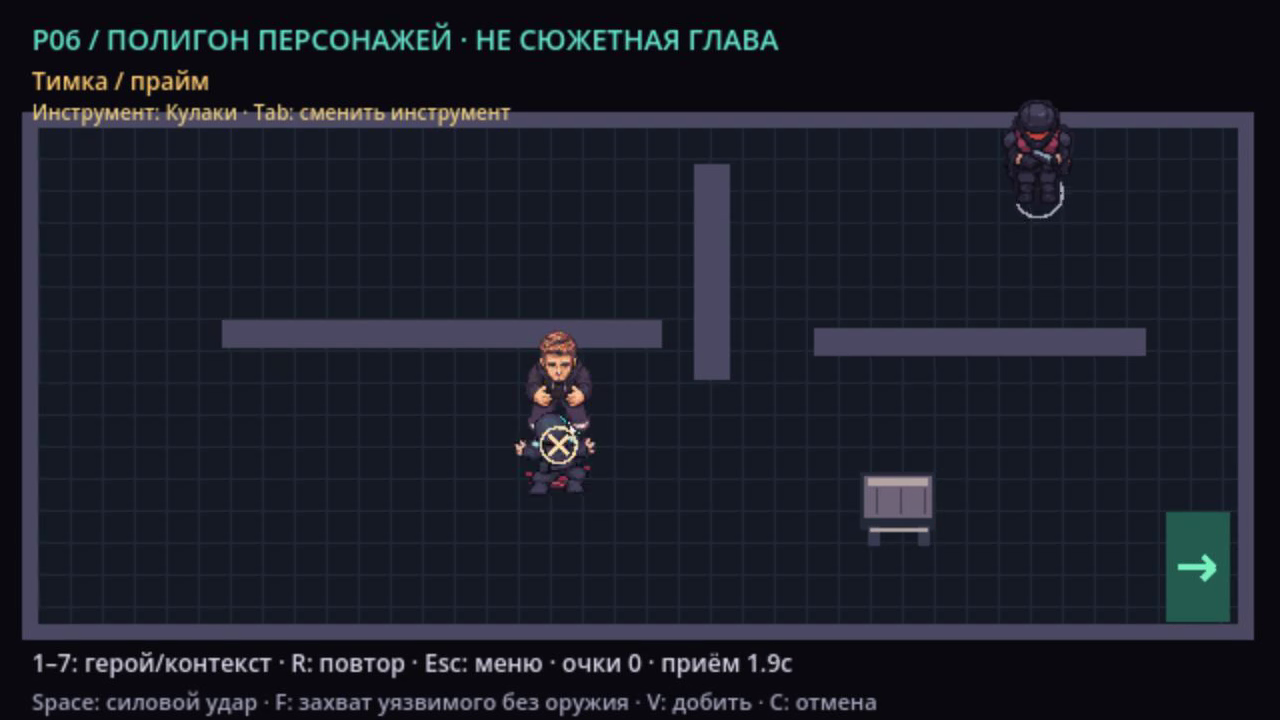 P06 / ПОЛИГОН ПЕРСОНАЖЕЙ · НЕ СЮЖЕТНАЯ ГЛАВА
Тимка / прайм
Инструмент: Кулаки · Tab: сменить инструмент
→
1–7: герой/контекст · R: повтор · Esc: меню · очки 0 · приём 1.9с
Space: силовой удар · F: захват уязвимого без оружия · V: добить · C: отмена